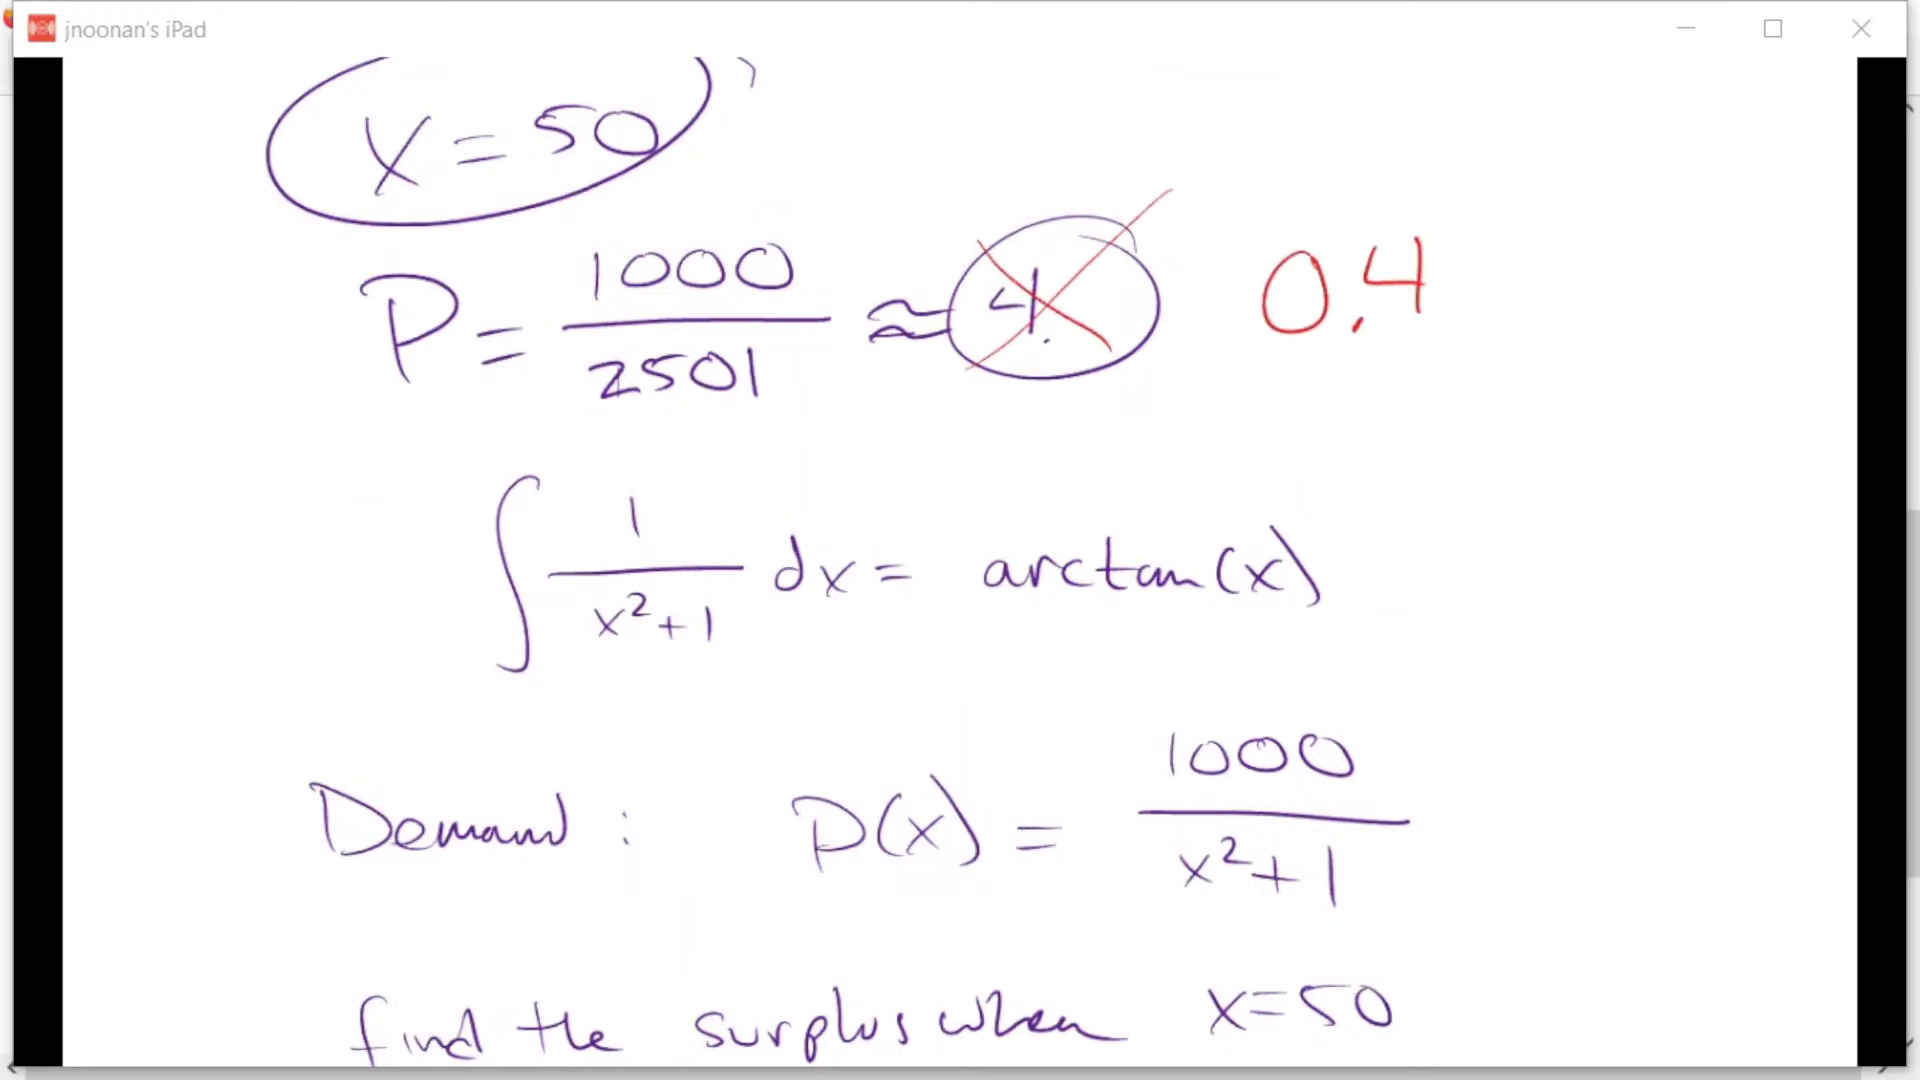 jnoonan's iPad
x = 50
P = 1000/2501 ≈ 4. 0.4
∫ 1/(x²+1) dx = arctan(x)
Demand : P(x) = 1000/(x²+1)
find the surplus when x=50